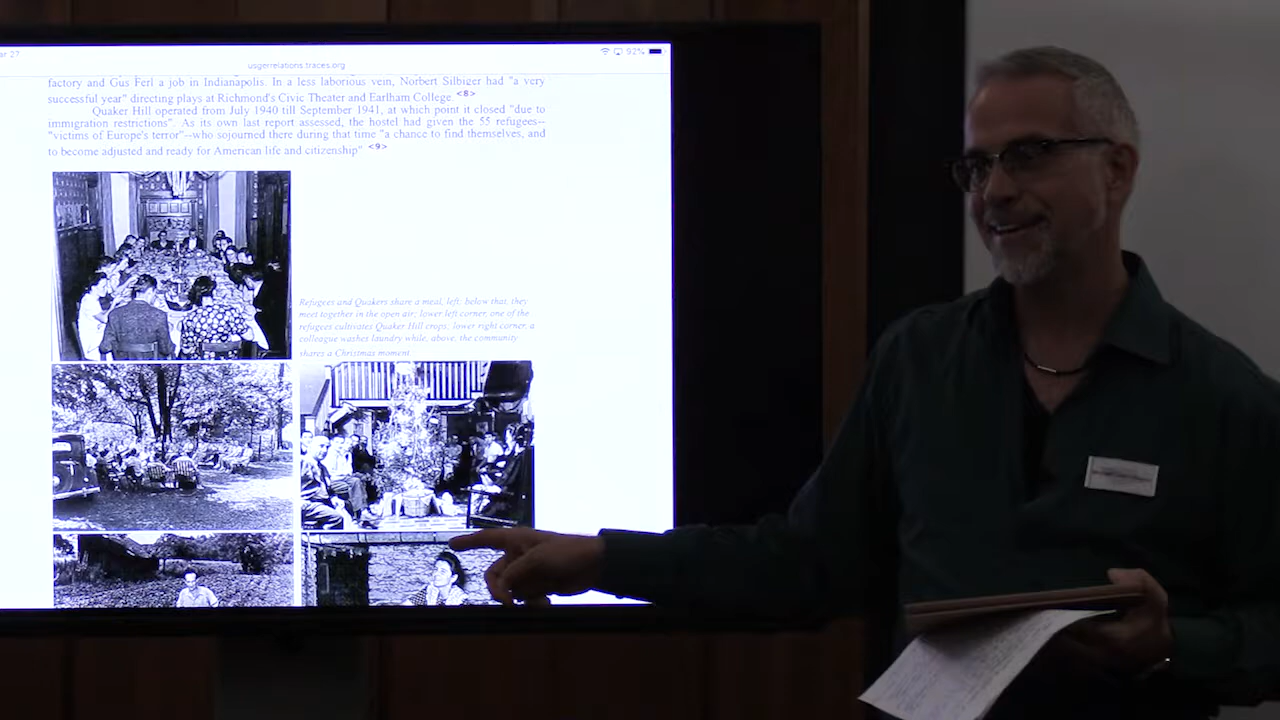 ar 27
92%
usgerrelations.traces.org
factory and Gus Ferl a job in Indianapolis. In a less laborious vein, Norbert Silbiger had "a very
successful year" directing plays at Richmond's Civic Theater and Earlham College. <8>
Quaker Hill operated from July 1940 till September 1941, at which point it closed "due to
immigration restrictions". As its own last report assessed, the hostel had given the 55 refugees--
"victims of Europe's terror"--who sojourned there during that time "a chance to find themselves, and
to become adjusted and ready for American life and citizenship" <9>
Refugees and Quakers share a meal, left; below that, they
meet together in the open air; lower left corner, one of the
refugees cultivates Quaker Hill crops; lower right corner, a
colleague washes laundry while, above, the community
shares a Christmas moment